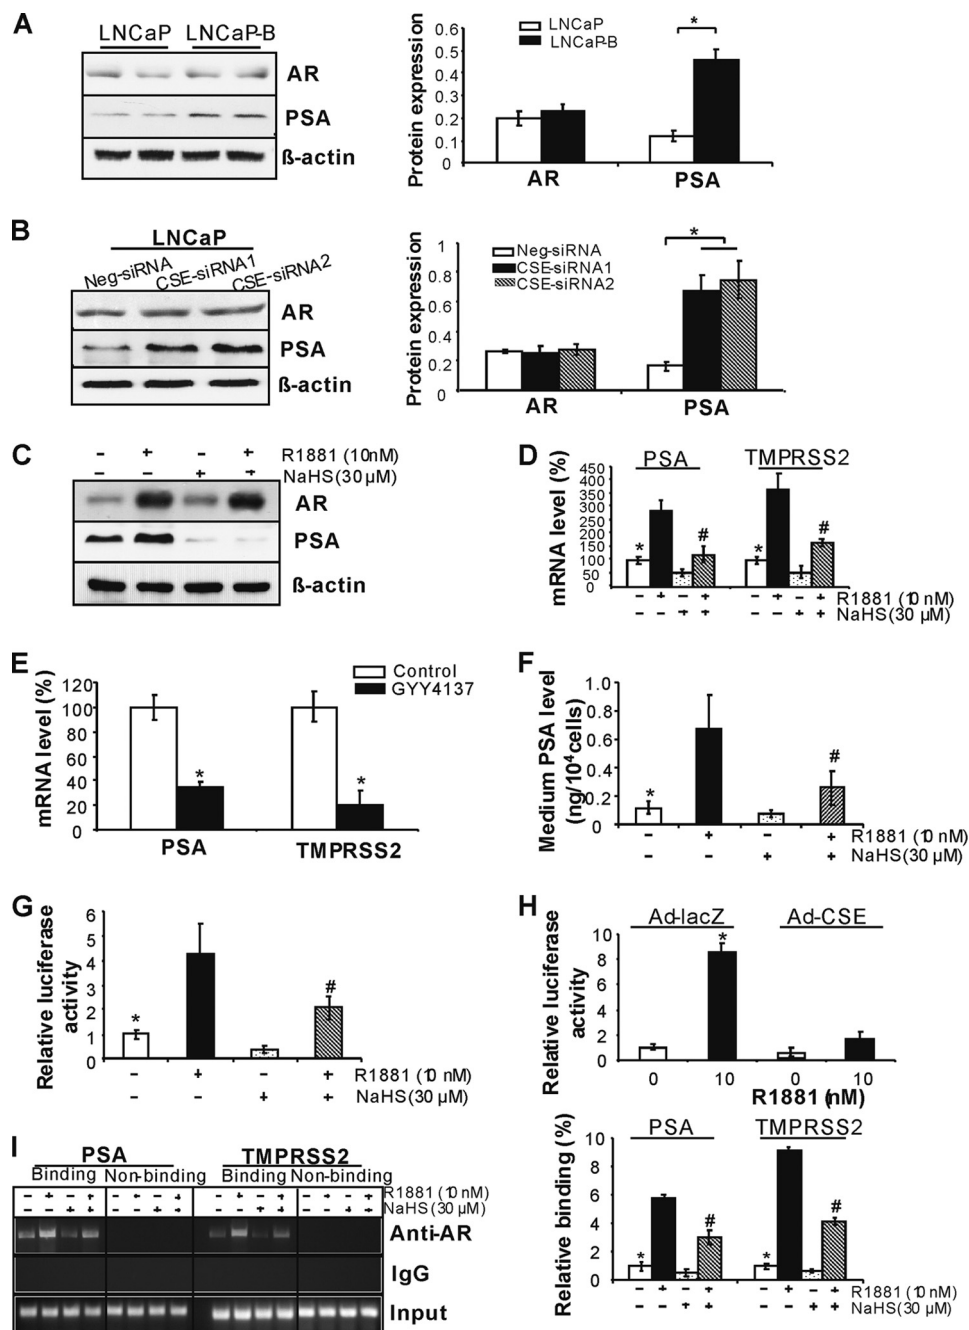 A
LNCaP LNCaP-B
AR
PSA
ß-actin
Protein expression
0.6
0.5
0.4
0.3
0.2
0.1
0
LNCaP
LNCaP-B
*
AR PSA
B
LNCaP
Neg-siRNA CSE-siRNA1 CSE-siRNA2
AR
PSA
ß-actin
Protein expression
1
0.8
0.6
0.4
0.2
0
Neg-siRNA
CSE-siRNA1
CSE-siRNA2
*
AR PSA
C
- + - + R1881 (10nM)
- - + + NaHS(30µM)
AR
PSA
ß-actin
D
PSA TMPRSS2
mRNA level (%)
450
400
350
300
250
200
150
100
50
0
* # * #
- + - + - + - + R1881 (10 nM)
- - + + - - + + NaHS(30 µM)
E
mRNA level (%)
120
100
80
60
40
20
0
Control
GYY4137
* *
PSA TMPRSS2
F
Medium PSA level
(ng/10⁴cells)
1.0
0.8
0.6
0.4
0.2
0
* #
- + - + R1881 (10 nM)
- - + + NaHS(30 µM)
G
Relative luciferase
activity
6
5
4
3
2
1
0
* #
- + - + R1881 (10 nM)
- - + + NaHS(30 µM)
H
Ad-lacZ Ad-CSE
Relative luciferase
activity
10
8
6
4
2
0
*
0 10 0 10
R1881 (nM)
I
PSA TMPRSS2
Binding Non-binding Binding Non-binding
- + - + - + - + - + - + - + - + R1881 (10 nM)
- - + + - - + + - - + + - - + + NaHS(30 µM)
Anti-AR
IgG
Input
PSA TMPRSS2
Relative binding (%)
10
8
6
4
2
0
* # * #
- + - + - + - + R1881 (10 nM)
- - + + - - + + NaHS(30 µM)